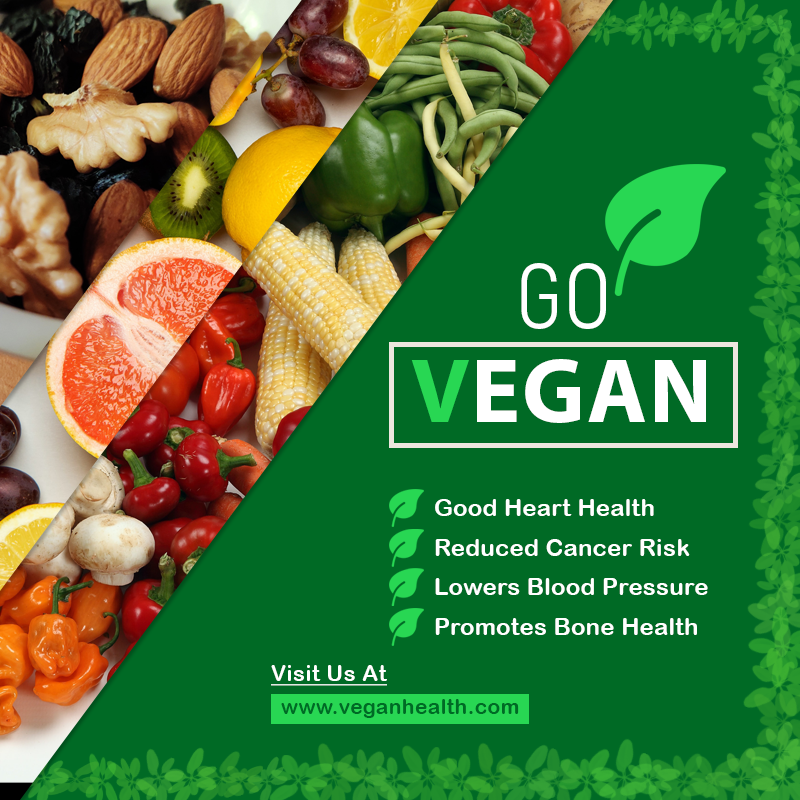 GO
VEGAN
Good Heart Health
Reduced Cancer Risk
Lowers Blood Pressure
Promotes Bone Health
Visit Us At
www.veganhealth.com